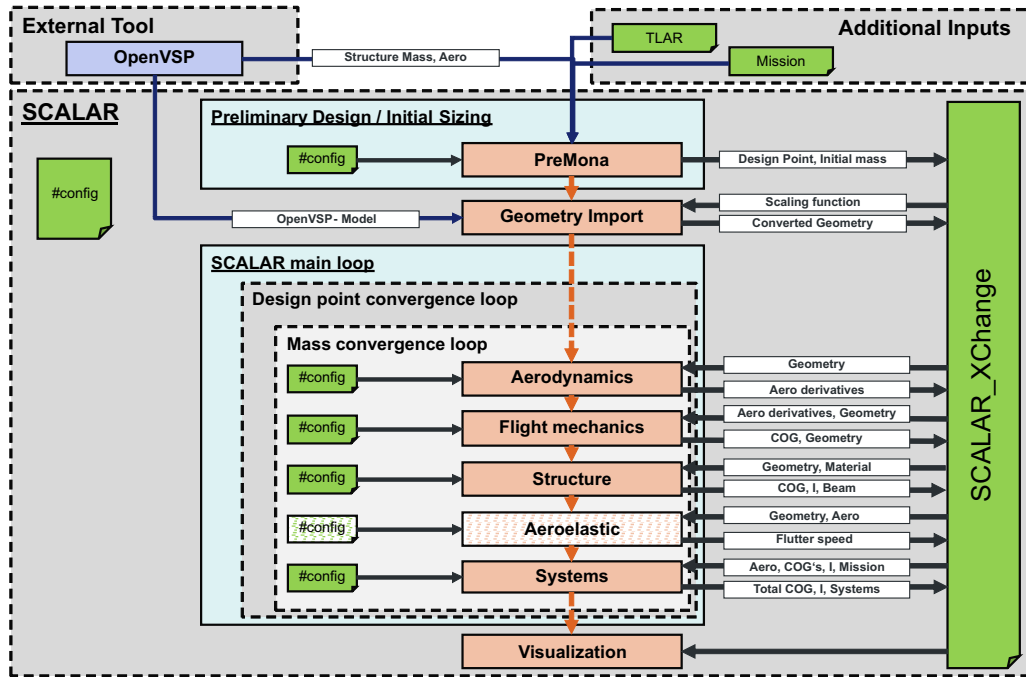 External Tool
OpenVSP
Structure Mass, Aero
Additional Inputs
TLAR
Mission
SCALAR
#config
Preliminary Design / Initial Sizing
#config
PreMona
Design Point, Initial mass
OpenVSP - Model
Geometry Import
Scaling function
Converted Geometry
SCALAR main loop
Design point convergence loop
Mass convergence loop
#config
Aerodynamics
Geometry
Aero derivatives
#config
Flight mechanics
Aero derivatives, Geometry
COG, Geometry
#config
Structure
Geometry, Material
COG, I, Beam
#config
Aeroelastic
Geometry, Aero
Flutter speed
#config
Systems
Aero, COG‘s, I, Mission
Total COG, I, Systems
Visualization
SCALAR_XChange